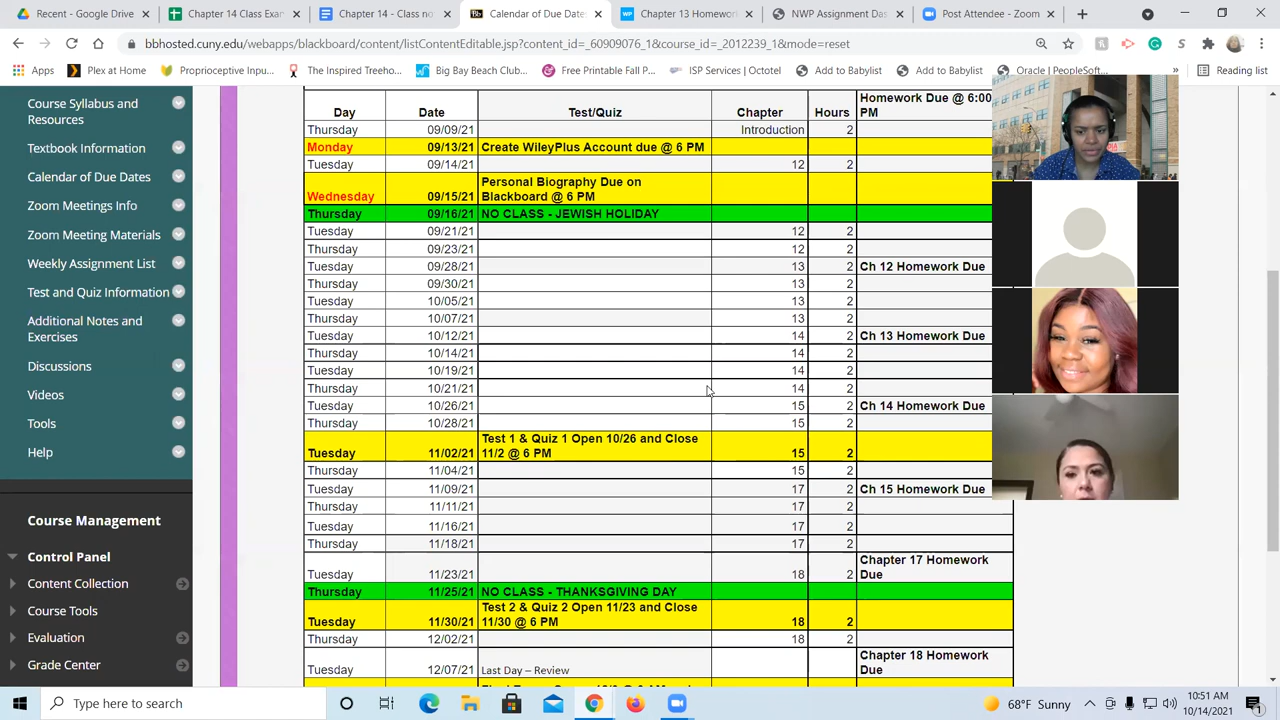 Recent - Google Drive
Chapter 14 Class Exam
Chapter 14 - Class no
Calendar of Due Dates
Chapter 13 Homework
NWP Assignment Das
Post Attendee - Zoom
bbhosted.cuny.edu/webapps/blackboard/content/listContentEditable.jsp?content_id=_60909076_1&course_id=_2012239_1&mode=reset
Apps
Plex at Home
Proprioceptive Inpu...
The Inspired Treeho...
Big Bay Beach Club...
Free Printable Fall P...
ISP Services | Octotel
Add to Babylist
Add to Babylist
Oracle | PeopleSoft...
»
Reading list
Course Syllabus and
Resources
Textbook Information
Calendar of Due Dates
Zoom Meetings Info
Zoom Meeting Materials
Weekly Assignment List
Test and Quiz Information
Additional Notes and
Exercises
Discussions
Videos
Tools
Help
Course Management
Control Panel
Content Collection
Course Tools
Evaluation
Grade Center
Homework Due @ 6:00
Day Date Test/Quiz Chapter Hours PM
Thursday 09/09/21 Introduction 2
Monday 09/13/21 Create WileyPlus Account due @ 6 PM
Tuesday 09/14/21 12 2
Personal Biography Due on
Wednesday 09/15/21 Blackboard @ 6 PM
Thursday 09/16/21 NO CLASS - JEWISH HOLIDAY
Tuesday 09/21/21 12 2
Thursday 09/23/21 12 2
Tuesday 09/28/21 13 2 Ch 12 Homework Due
Thursday 09/30/21 13 2
Tuesday 10/05/21 13 2
Thursday 10/07/21 13 2
Tuesday 10/12/21 14 2 Ch 13 Homework Due
Thursday 10/14/21 14 2
Tuesday 10/19/21 14 2
Thursday 10/21/21 14 2
Tuesday 10/26/21 15 2 Ch 14 Homework Due
Thursday 10/28/21 15 2
Test 1 & Quiz 1 Open 10/26 and Close
Tuesday 11/02/21 11/2 @ 6 PM 15 2
Thursday 11/04/21 15 2
Tuesday 11/09/21 17 2 Ch 15 Homework Due
Thursday 11/11/21 17 2
Tuesday 11/16/21 17 2
Thursday 11/18/21 17 2
Chapter 17 Homework
Tuesday 11/23/21 18 2 Due
Thursday 11/25/21 NO CLASS - THANKSGIVING DAY
Test 2 & Quiz 2 Open 11/23 and Close
Tuesday 11/30/21 11/30 @ 6 PM 18 2
Thursday 12/02/21 18 2
Chapter 18 Homework
Tuesday 12/07/21 Last Day – Review Due
Type here to search
68°F Sunny
10:51 AM
10/14/2021
1